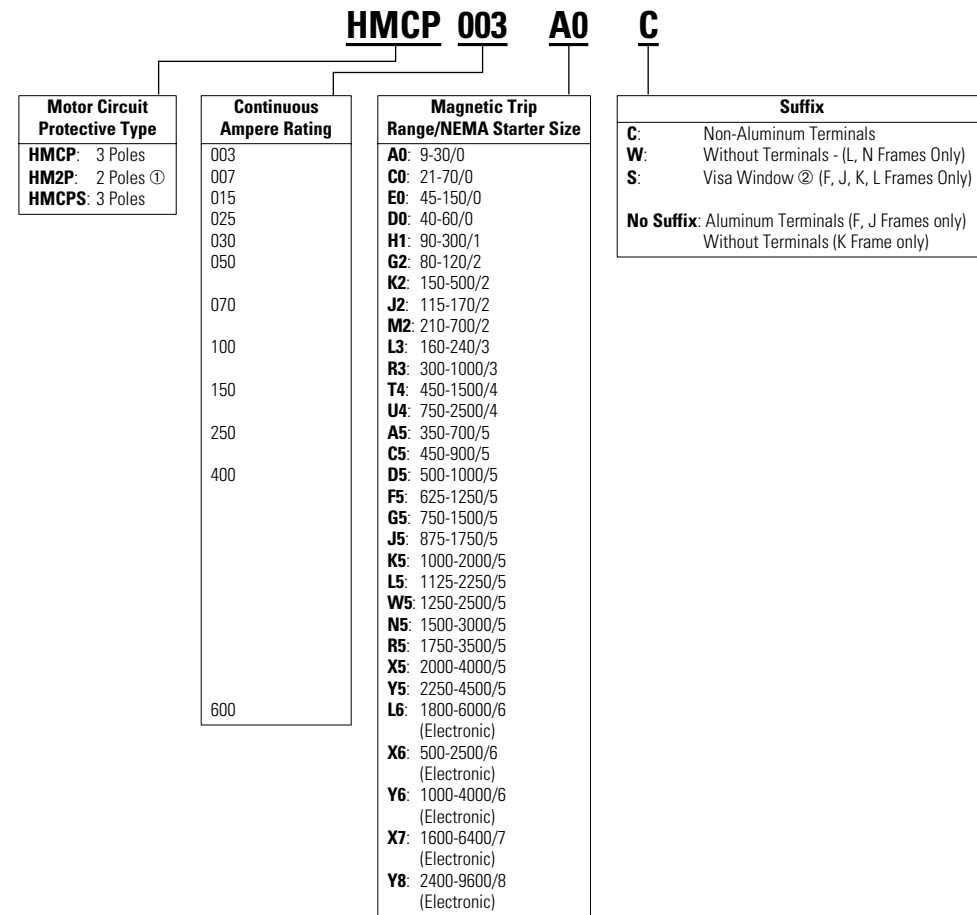 HMCP 003 A0 C
Motor Circuit
Protective Type
HMCP: 3 Poles
HM2P: 2 Poles ①
HMCPS: 3 Poles
Continuous
Ampere Rating
003
007
015
025
030
050
070
100
150
250
400
600
Magnetic Trip
Range/NEMA Starter Size
A0: 9-30/0
C0: 21-70/0
E0: 45-150/0
D0: 40-60/0
H1: 90-300/1
G2: 80-120/2
K2: 150-500/2
J2: 115-170/2
M2: 210-700/2
L3: 160-240/3
R3: 300-1000/3
T4: 450-1500/4
U4: 750-2500/4
A5: 350-700/5
C5: 450-900/5
D5: 500-1000/5
F5: 625-1250/5
G5: 750-1500/5
J5: 875-1750/5
K5: 1000-2000/5
L5: 1125-2250/5
W5: 1250-2500/5
N5: 1500-3000/5
R5: 1750-3500/5
X5: 2000-4000/5
Y5: 2250-4500/5
L6: 1800-6000/6
(Electronic)
X6: 500-2500/6
(Electronic)
Y6: 1000-4000/6
(Electronic)
X7: 1600-6400/7
(Electronic)
Y8: 2400-9600/8
(Electronic)
Suffix
C: Non-Aluminum Terminals
W: Without Terminals - (L, N Frames Only)
S: Visa Window ② (F, J, K, L Frames Only)
No Suffix: Aluminum Terminals (F, J Frames only)
Without Terminals (K Frame only)